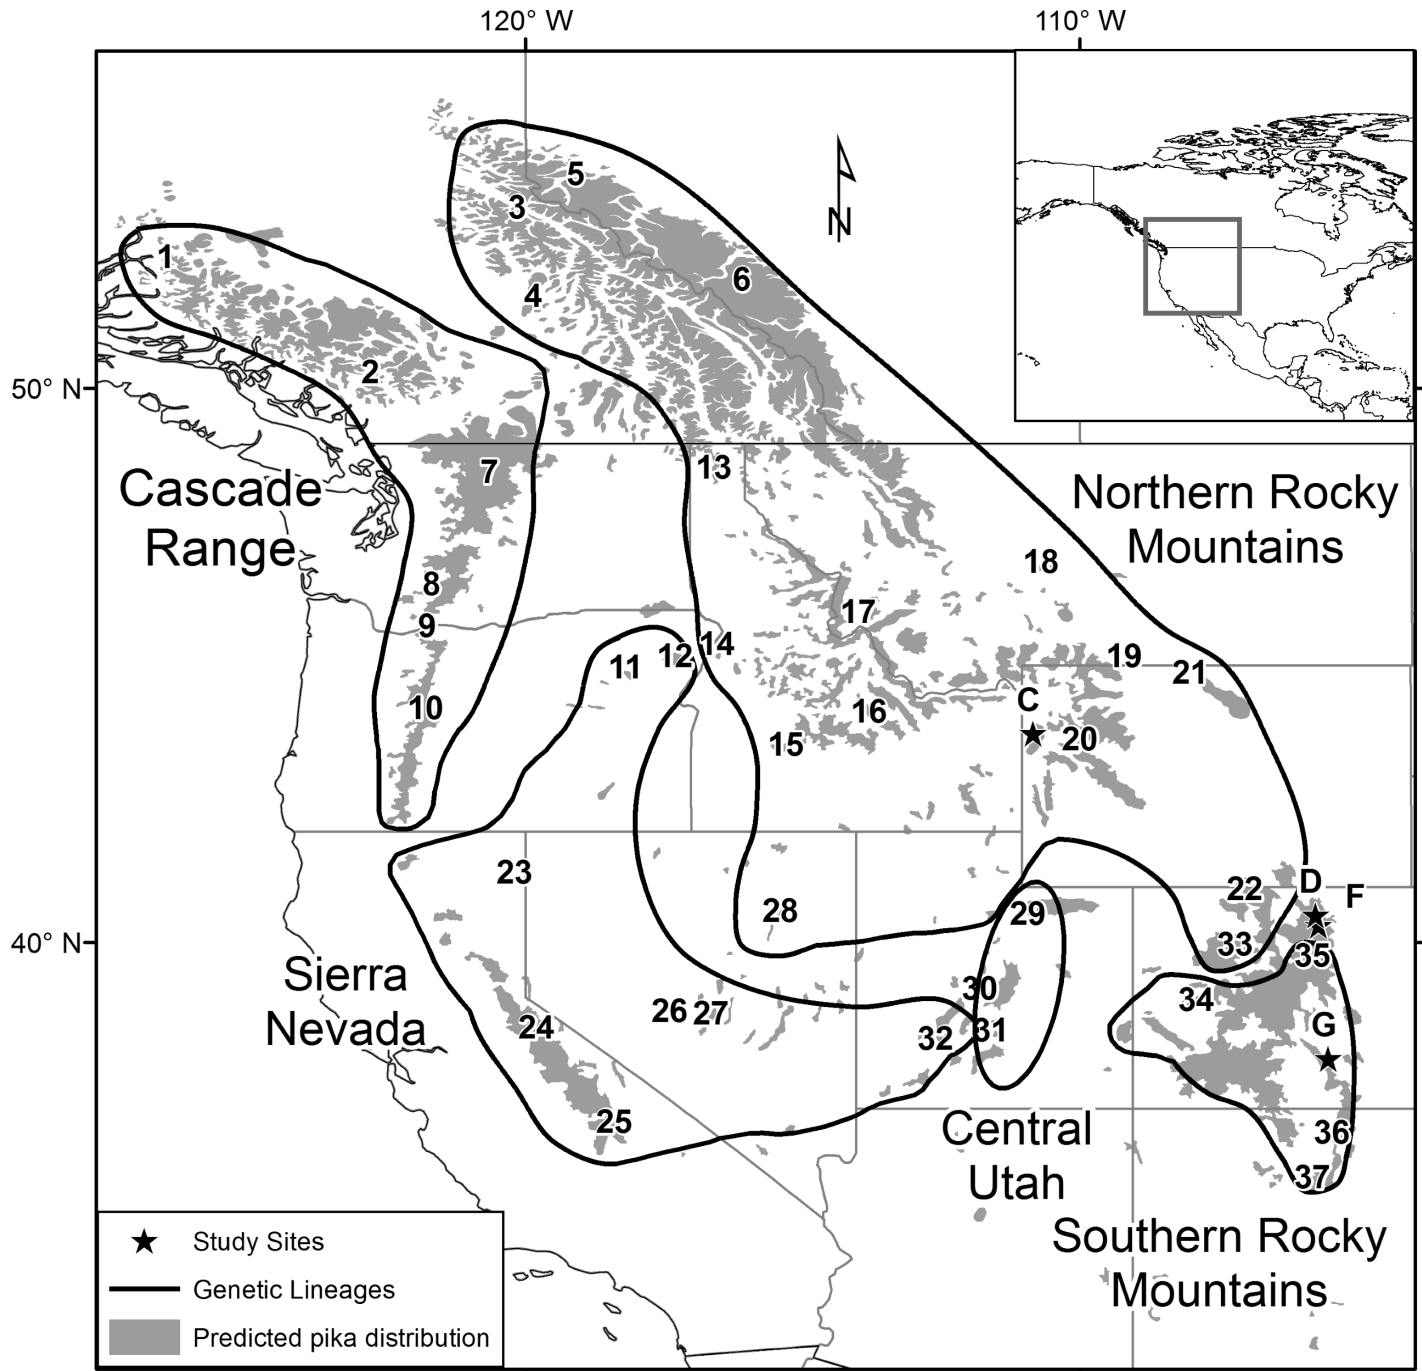 120° W
110° W
5
3
6
1
4
N
2
50° N
7
13
Cascade
Range
Northern Rocky
Mountains
18
8
17
9
14
12
11
19
21
C
10
16
15
20
23
D
22
F
28
29
40° N
33
35
Sierra
Nevada
30
34
26
27
24
31
32
G
25
Central
Utah
36
37
Southern Rocky
Mountains
Study Sites
Genetic Lineages
Predicted pika distribution